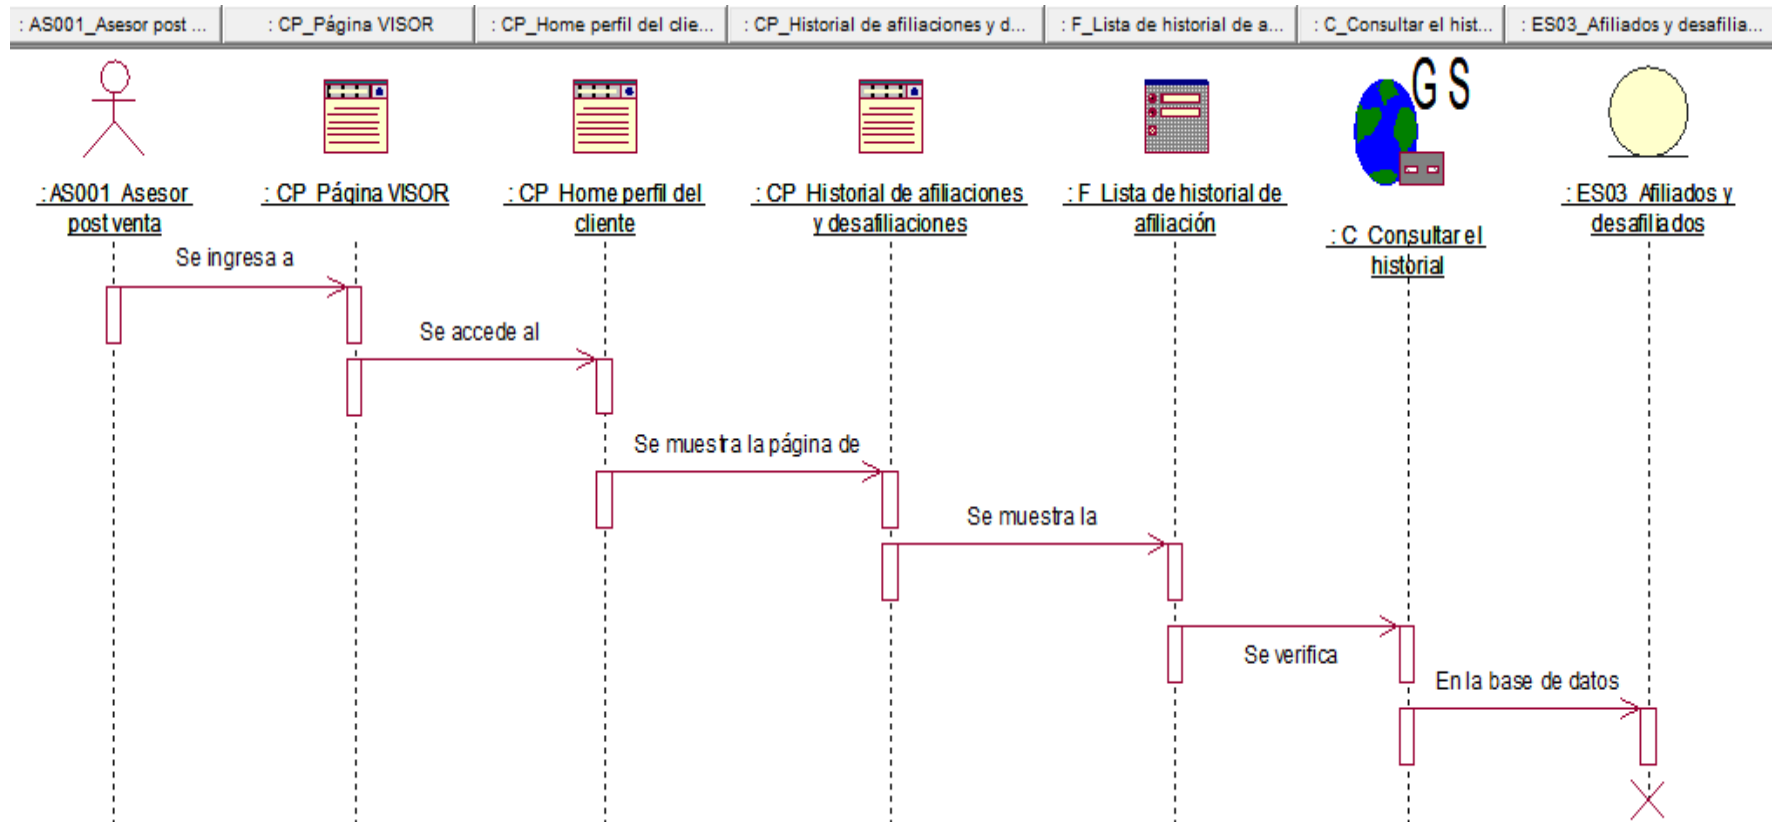 : AS001_Asesor post ...
: CP_Página VISOR
: CP_Home perfil del clie...
: CP_Historial de afiliaciones y d...
: F_Lista de historial de a...
: C_Consultar el hist...
: ES03_Afiliados y desafilia...
G S
: AS001_Asesor
post venta
: CP_Página VISOR
: CP_Home perfil del
cliente
: CP_Historial de afiliaciones
y desafiliaciones
: F_Lista de historial de
afiliación
: C_Consultar el
historial
: ES03_Afiliados y
desafiliados
Se ingresa a
Se accede al
Se muestra la página de
Se muestra la
Se verifica
En la base de datos